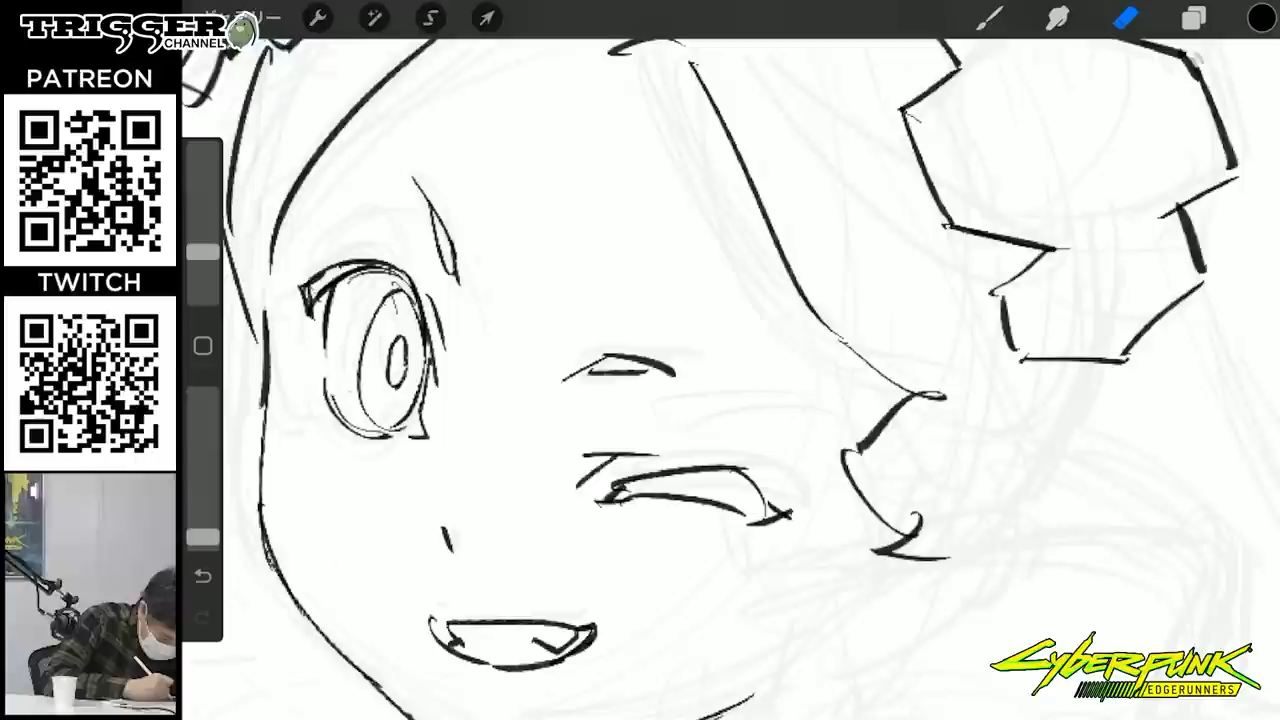 TRIGGER
CHANNEL
PATREON
TWITCH
CYBERPUNK
EDGERUNNERS